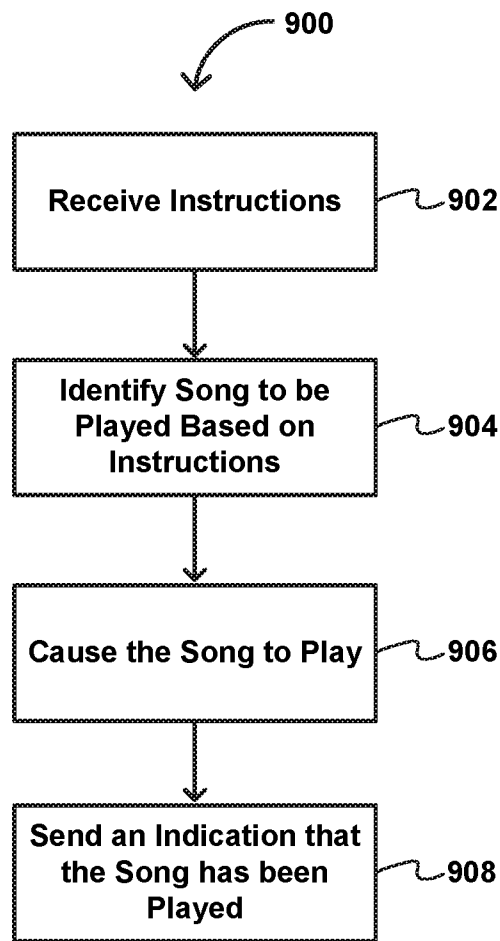 900
Receive Instructions
902
Identify Song to be
Played Based on
Instructions
904
Cause the Song to Play
906
Send an Indication that
the Song has been
Played
908